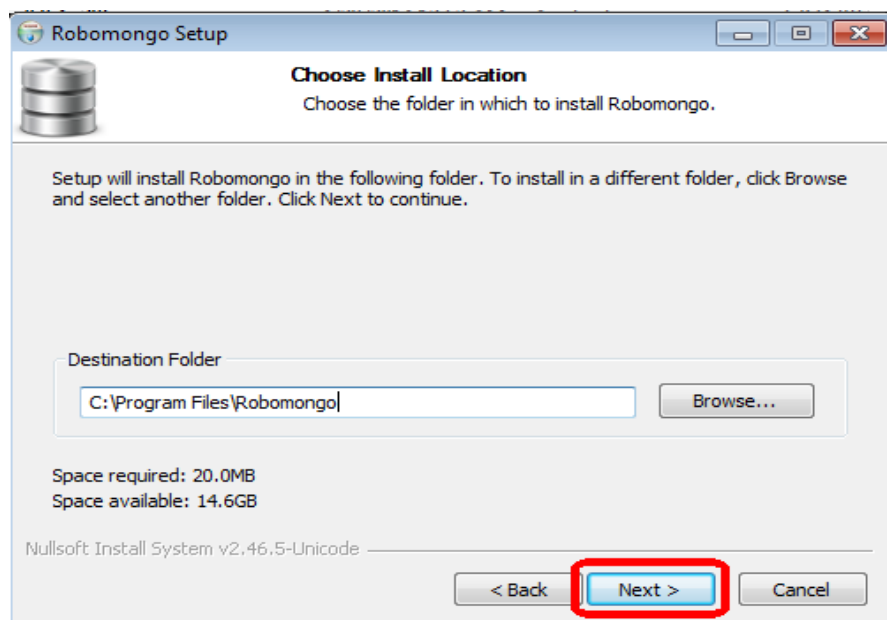 Robomongo Setup
Choose Install Location
Choose the folder in which to install Robomongo.
Setup will install Robomongo in the following folder. To install in a different folder, click Browse
and select another folder. Click Next to continue.
Destination Folder
C:\Program Files\Robomongo
Browse...
Space required: 20.0MB
Space available: 14.6GB
Nullsoft Install System v2.46.5-Unicode
< Back
Next >
Cancel